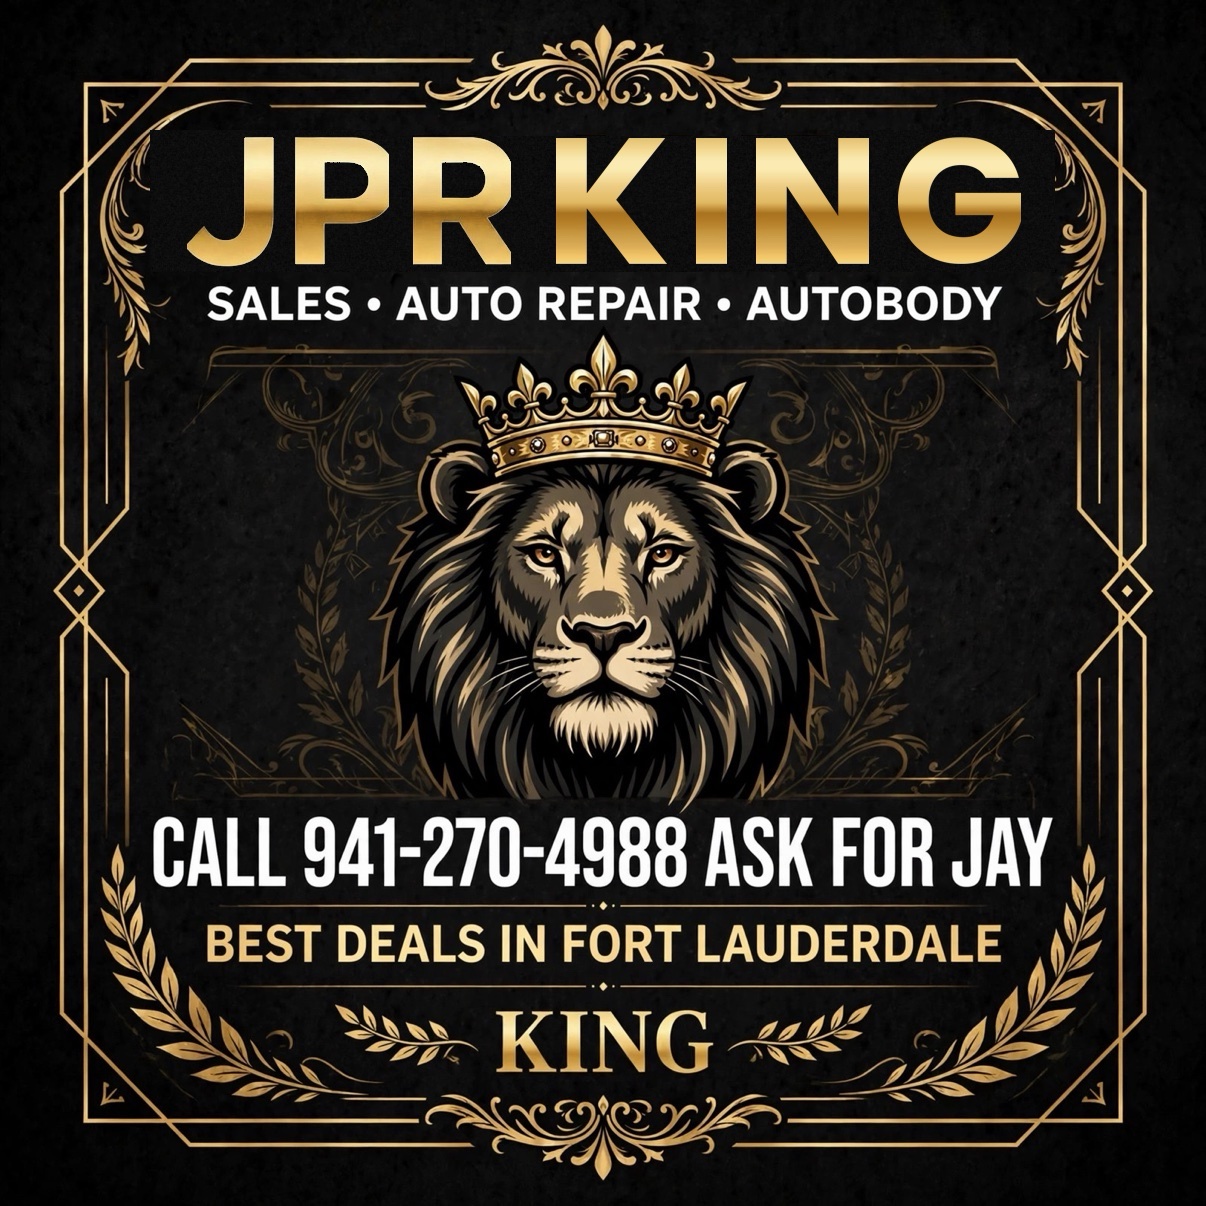 JPR KING
SALES • AUTO REPAIR • AUTOBODY
CALL 941-270-4988 ASK FOR JAY
BEST DEALS IN FORT LAUDERDALE
KING